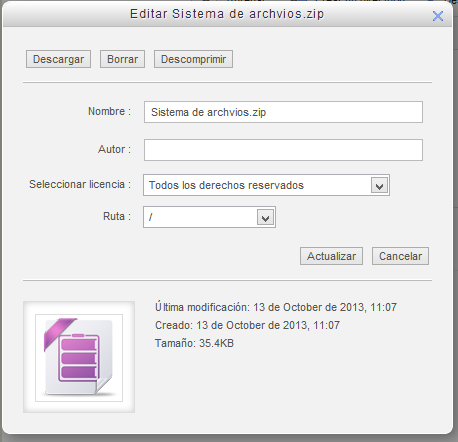 Editar Sistema de archvios.zip
Descargar Borrar Descomprimir
Nombre : Sistema de archvios.zip
Autor :
Seleccionar licencia : Todos los derechos reservados
Ruta : /
Actualizar Cancelar
Última modificación: 13 de October de 2013, 11:07
Creado: 13 de October de 2013, 11:07
Tamaño: 35.4KB